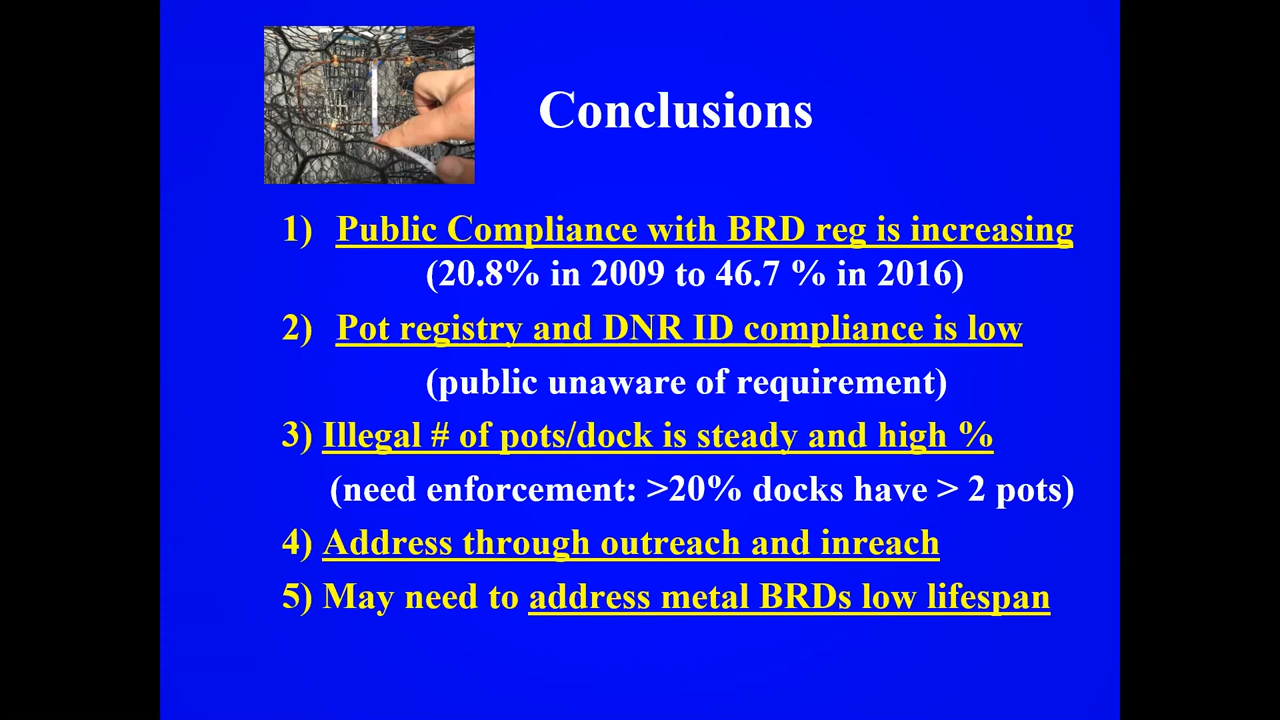 Conclusions
1) Public Compliance with BRD reg is increasing
(20.8% in 2009 to 46.7 % in 2016)
2) Pot registry and DNR ID compliance is low
(public unaware of requirement)
3) Illegal # of pots/dock is steady and high %
(need enforcement: >20% docks have > 2 pots)
4) Address through outreach and inreach
5) May need to address metal BRDs low lifespan